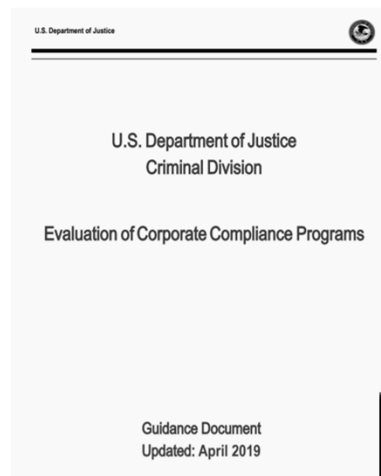 U.S. Department of Justice
U.S. Department of Justice
Criminal Division
Evaluation of Corporate Compliance Programs
Guidance Document
Updated: April 2019